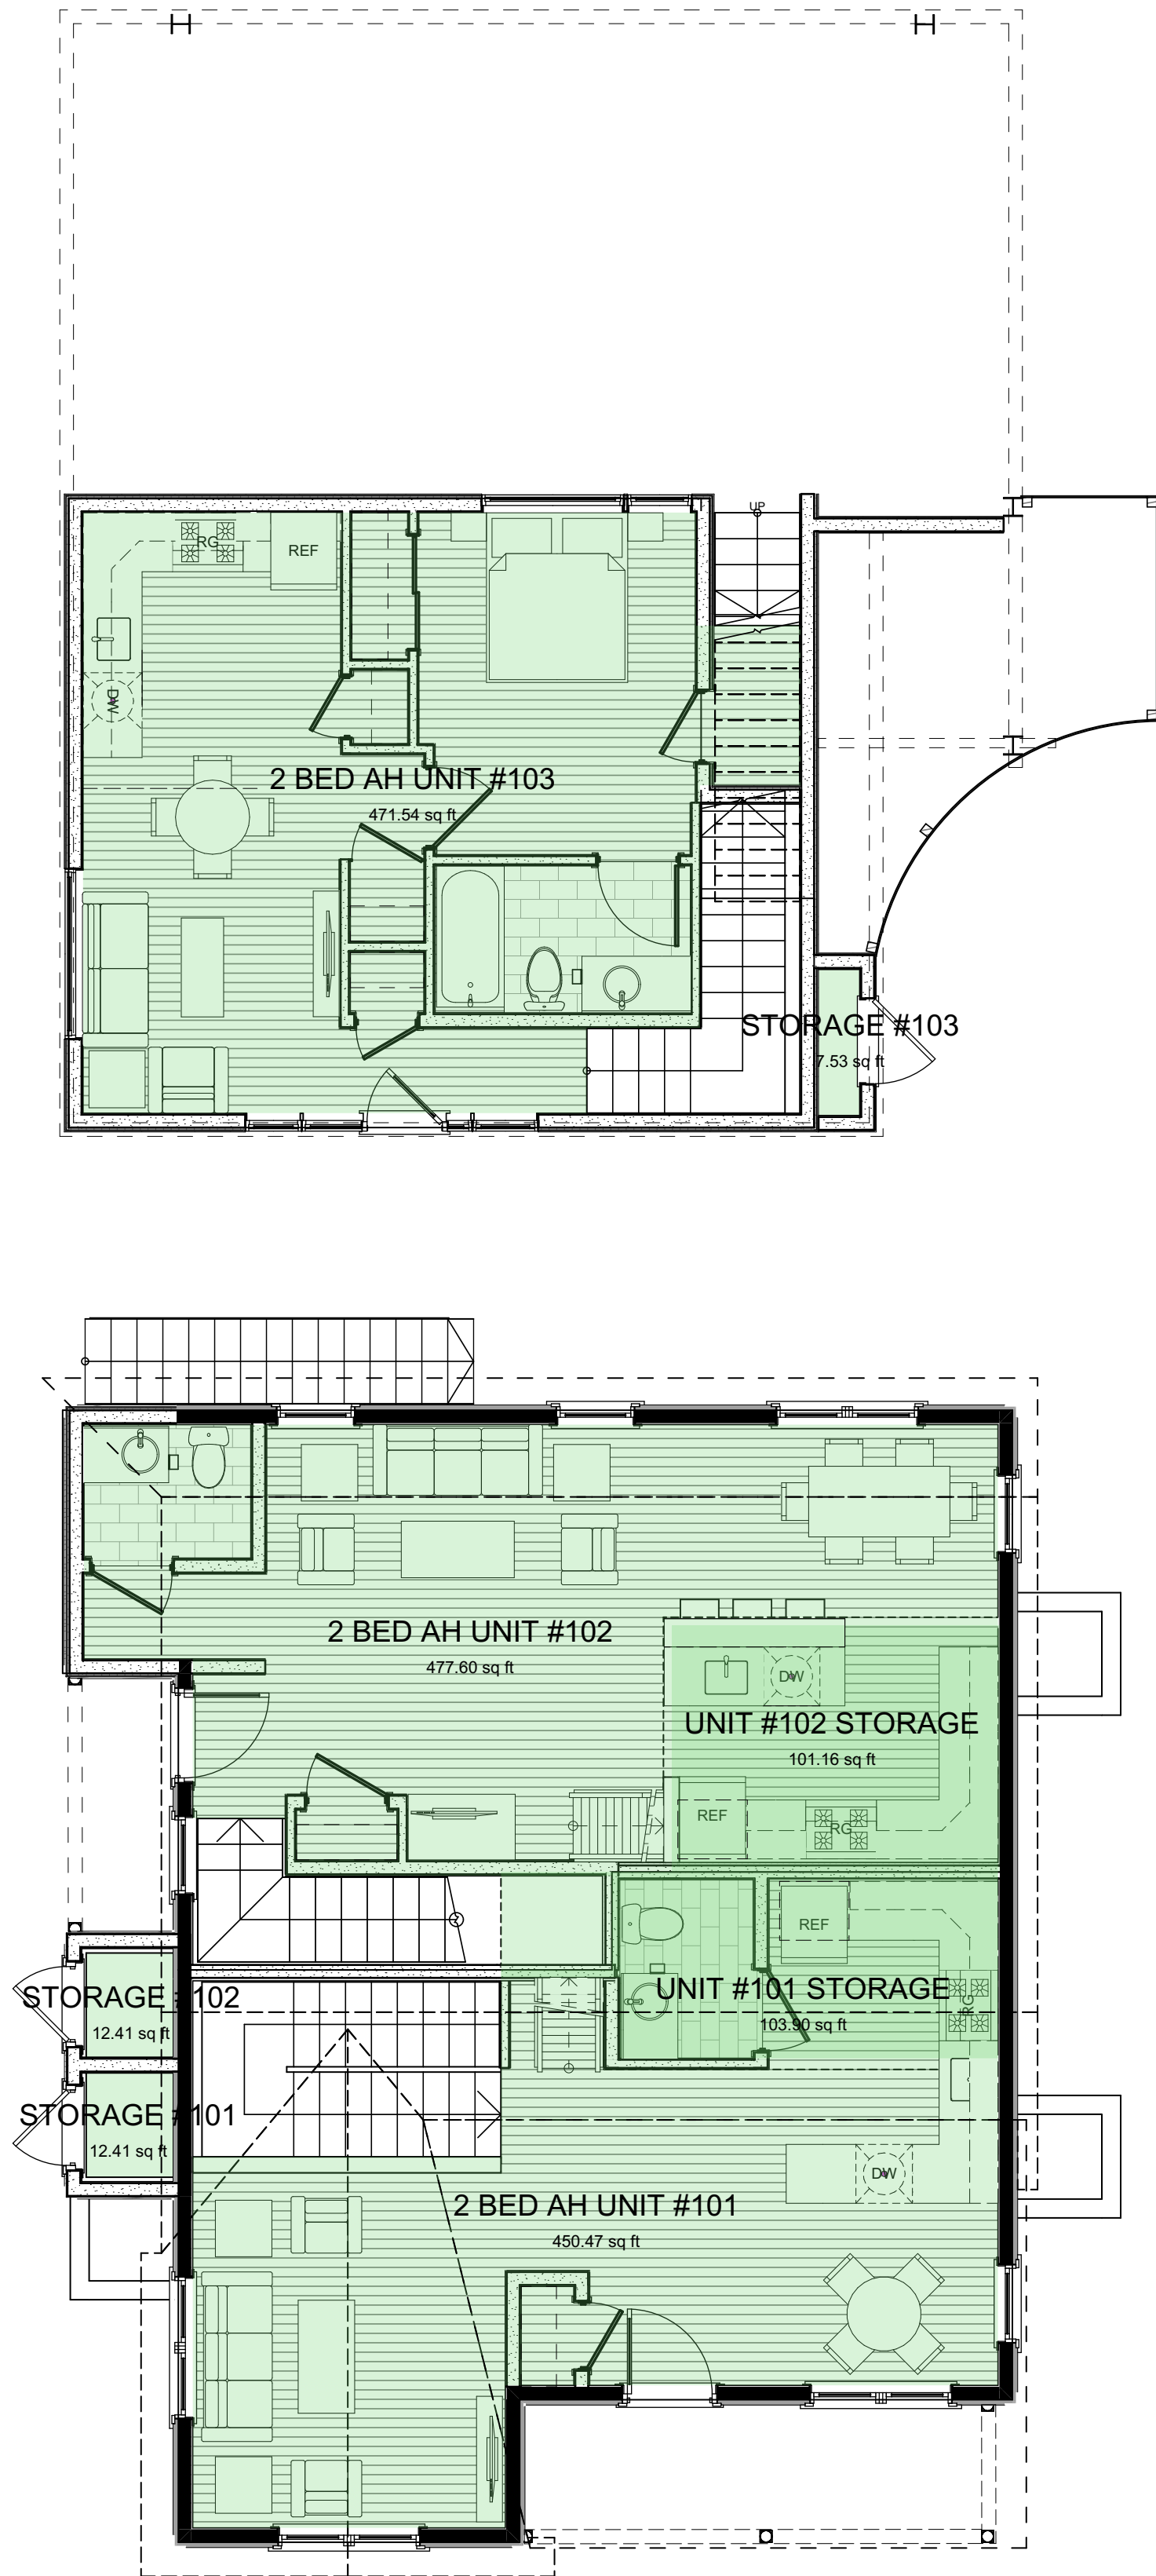 UP
RG
REF
DW
2 BED AH UNIT #103
471.54 sq ft
STORAGE #103
7.53 sq ft
2 BED AH UNIT #102
477.60 sq ft
DW
UNIT #102 STORAGE
101.16 sq ft
REF
RG
REF
UNIT #101 STORAGE
RG
103.90 sq ft
STORAGE #102
12.41 sq ft
STORAGE #101
12.41 sq ft
DW
2 BED AH UNIT #101
450.47 sq ft